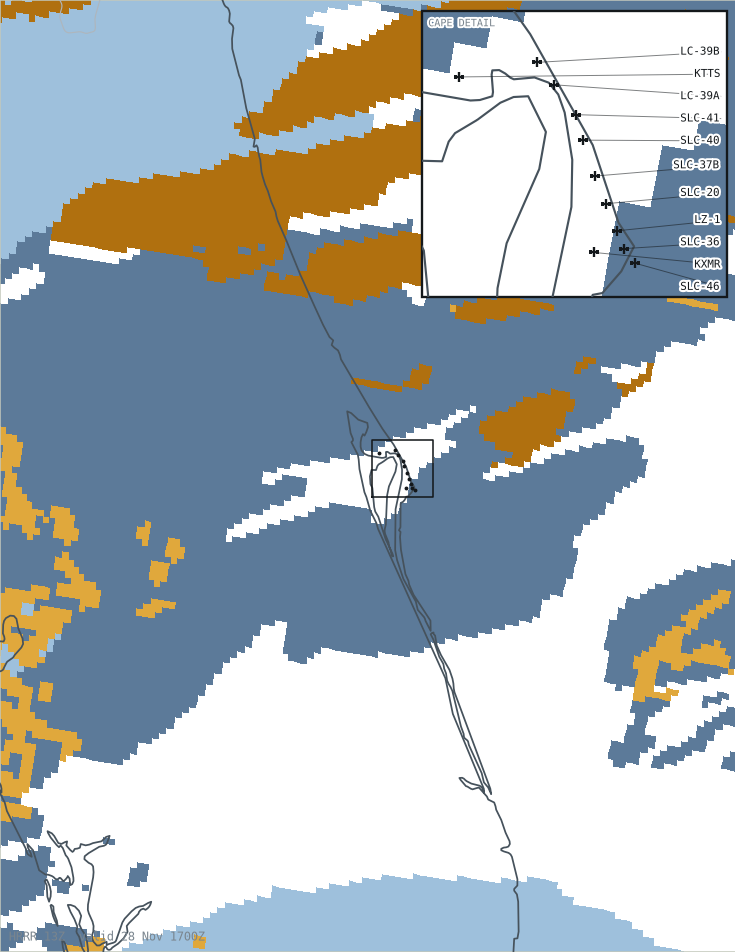 CAPE DETAIL
LC-39B
KTTS
LC-39A
SLC-41
SLC-40
SLC-37B
SLC-20
LZ-1
SLC-36
KXMR
SLC-46
28 Nov 1700Z